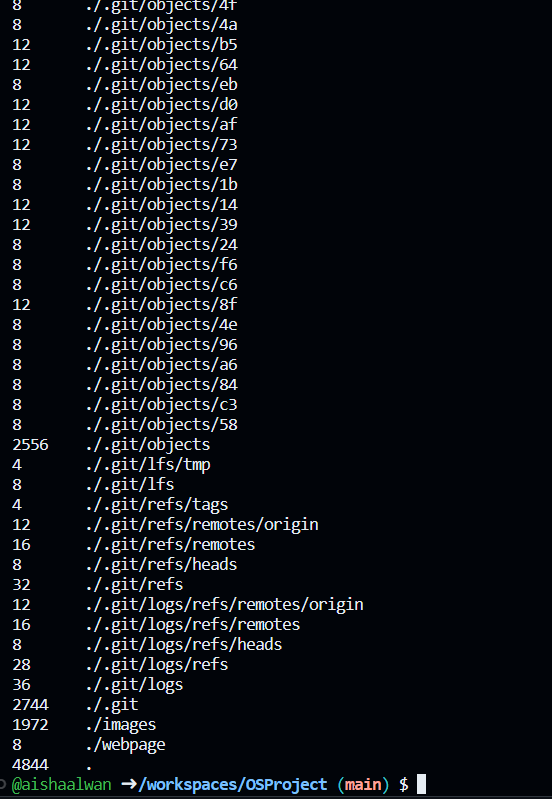 8 ./.git/objects/4f
8 ./.git/objects/4a
12 ./.git/objects/b5
12 ./.git/objects/64
8 ./.git/objects/eb
12 ./.git/objects/d0
12 ./.git/objects/af
12 ./.git/objects/73
8 ./.git/objects/e7
8 ./.git/objects/1b
12 ./.git/objects/14
12 ./.git/objects/39
8 ./.git/objects/24
8 ./.git/objects/f6
8 ./.git/objects/c6
12 ./.git/objects/8f
8 ./.git/objects/4e
8 ./.git/objects/96
8 ./.git/objects/a6
8 ./.git/objects/84
8 ./.git/objects/c3
8 ./.git/objects/58
2556 ./.git/objects
4 ./.git/lfs/tmp
8 ./.git/lfs
4 ./.git/refs/tags
12 ./.git/refs/remotes/origin
16 ./.git/refs/remotes
8 ./.git/refs/heads
32 ./.git/refs
12 ./.git/logs/refs/remotes/origin
16 ./.git/logs/refs/remotes
8 ./.git/logs/refs/heads
28 ./.git/logs/refs
36 ./.git/logs
2744 ./.git
1972 ./images
8 ./webpage
4844 .
@aishaalwan ➜/workspaces/OSProject (main) $